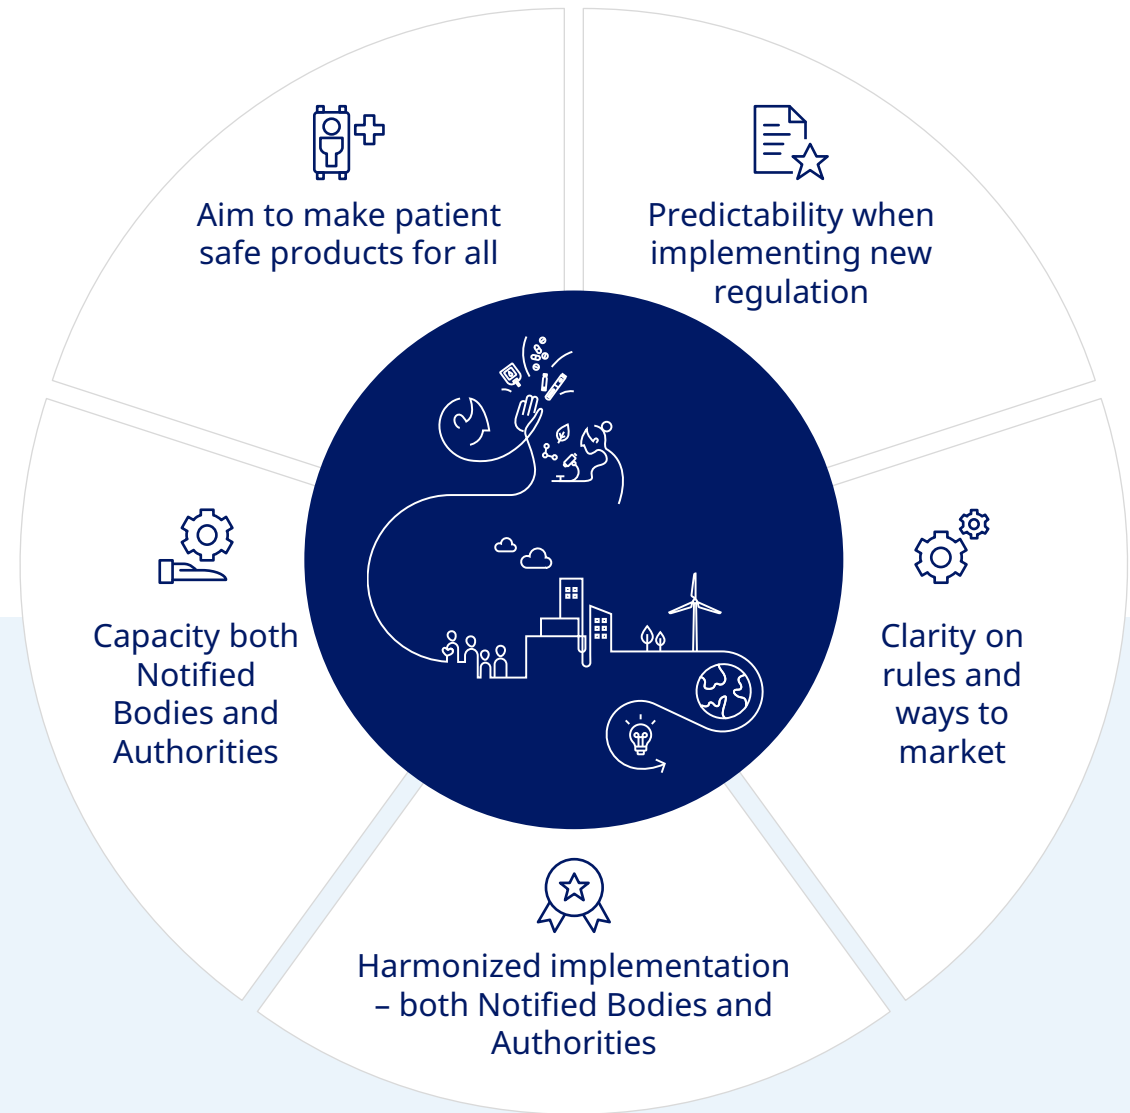 Aim to make patient
safe products for all
Predictability when
implementing new
regulation
Capacity both
Notified
Bodies and
Authorities
Clarity on
rules and
ways to
market
Harmonized implementation
– both Notified Bodies and
Authorities